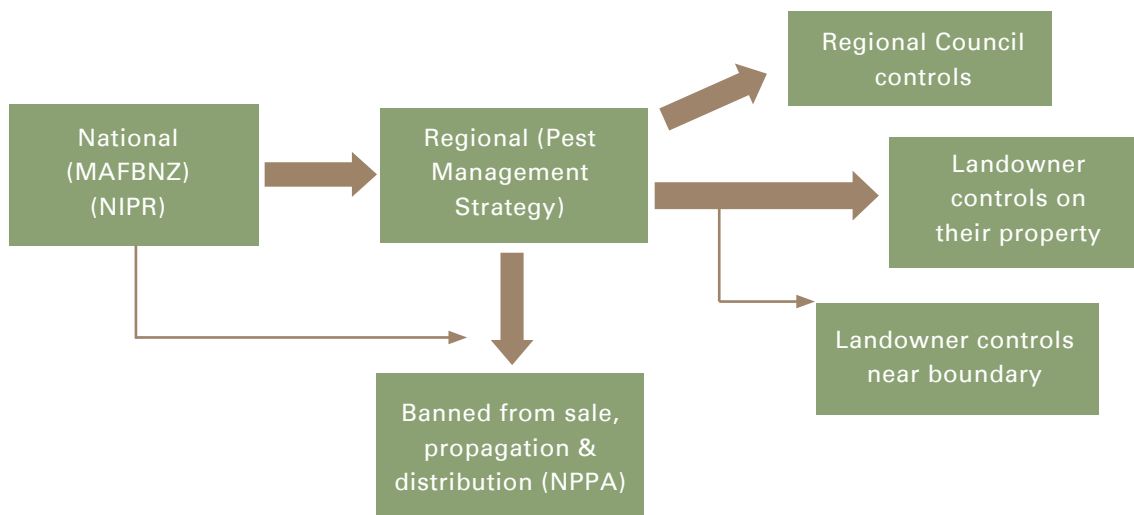 National
(MAFBNZ)
(NIPR)
Regional (Pest
Management
Strategy)
Regional Council
controls
Landowner
controls on
their property
Landowner controls
near boundary
Banned from sale,
propagation &
distribution (NPPA)